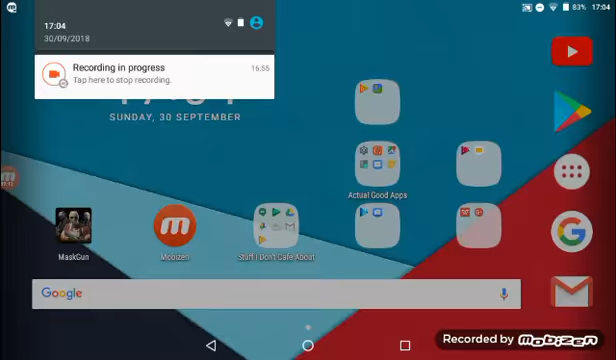 83% 17:04
17:04
30/09/2018
Recording in progress
16:55
Tap here to stop recording.
SUNDAY, 30 SEPTEMBER
Actual Good Apps
MaskGun
Mobizen
Stuff I Don't Care About
Google
Recorded by MOBIZEN